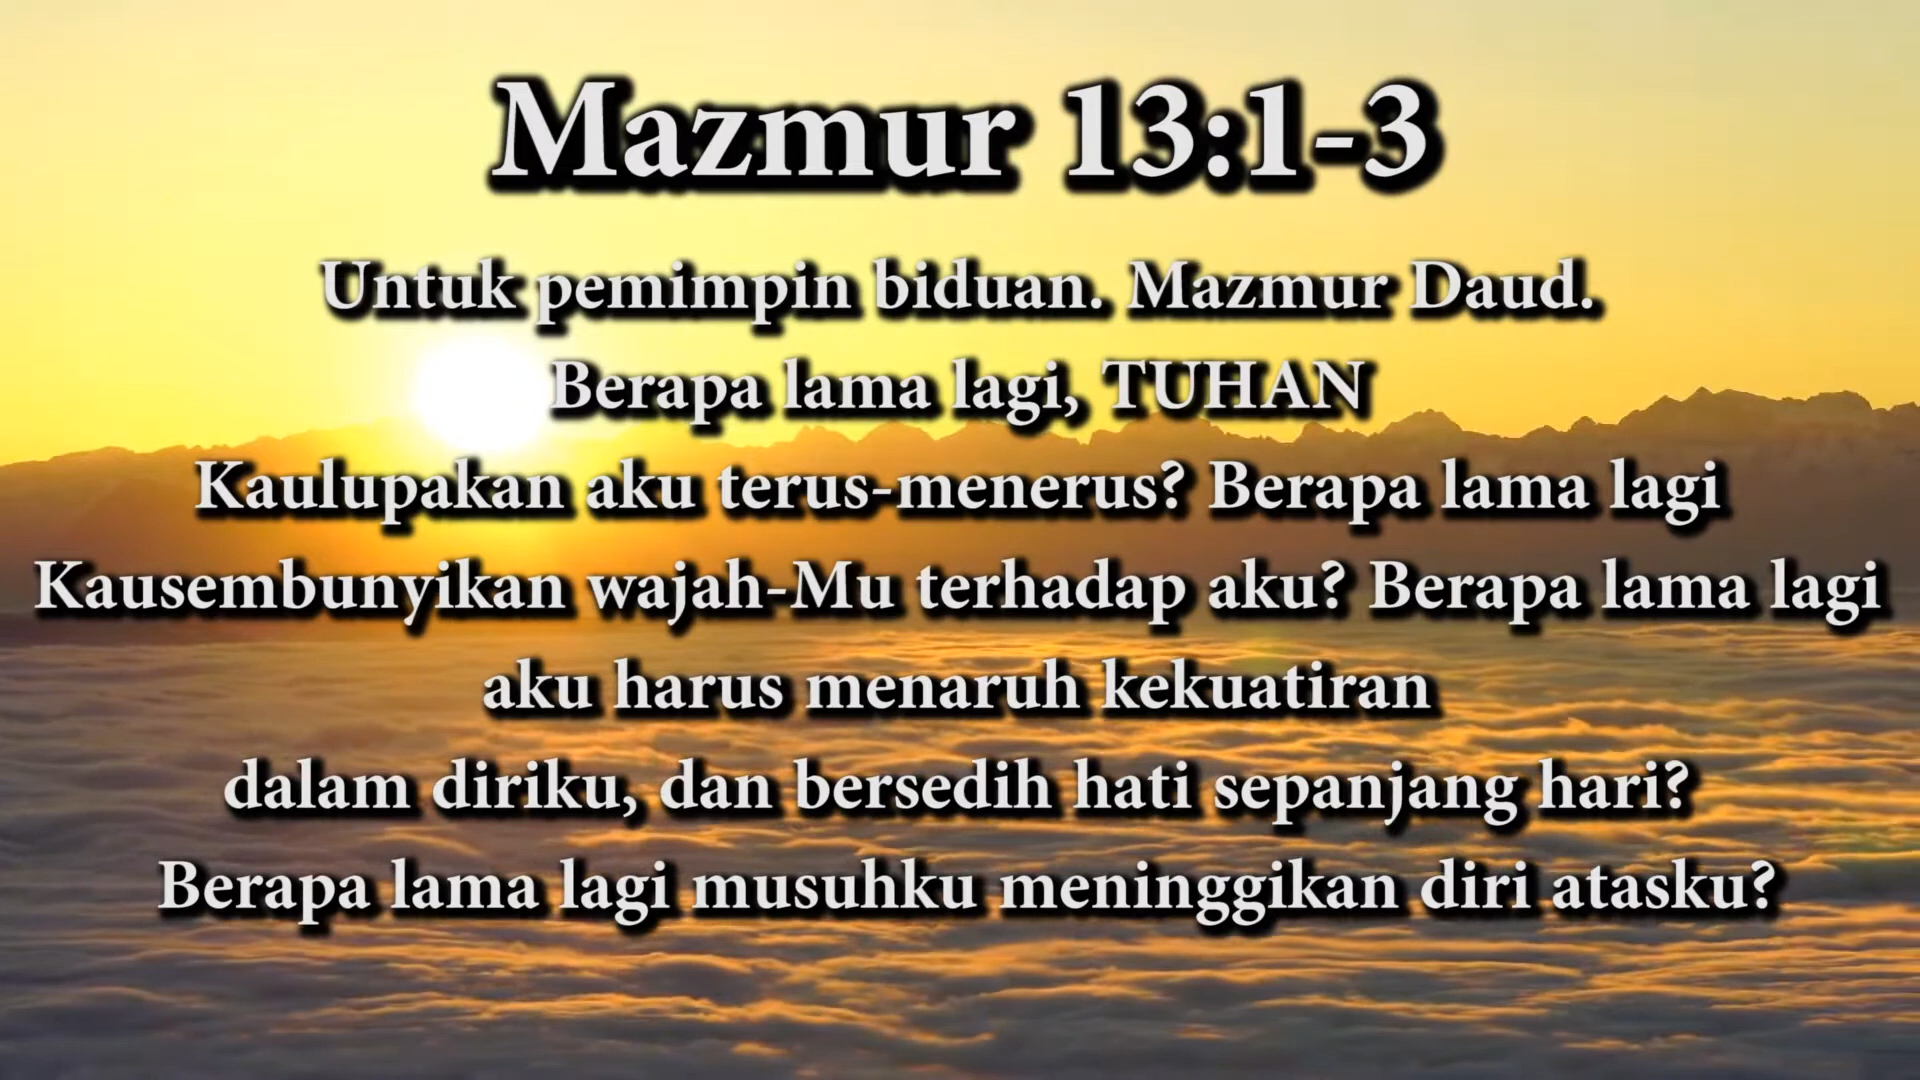 Mazmur 13:1-3
Untuk pemimpin biduan. Mazmur Daud.
Berapa lama lagi, TUHAN
Kaulupakan aku terus-menerus? Berapa lama lagi
Kausembunyikan wajah-Mu terhadap aku? Berapa lama lagi
aku harus menaruh kekuatiran
dalam diriku, dan bersedih hati sepanjang hari?
Berapa lama lagi musuhku meninggikan diri atasku?